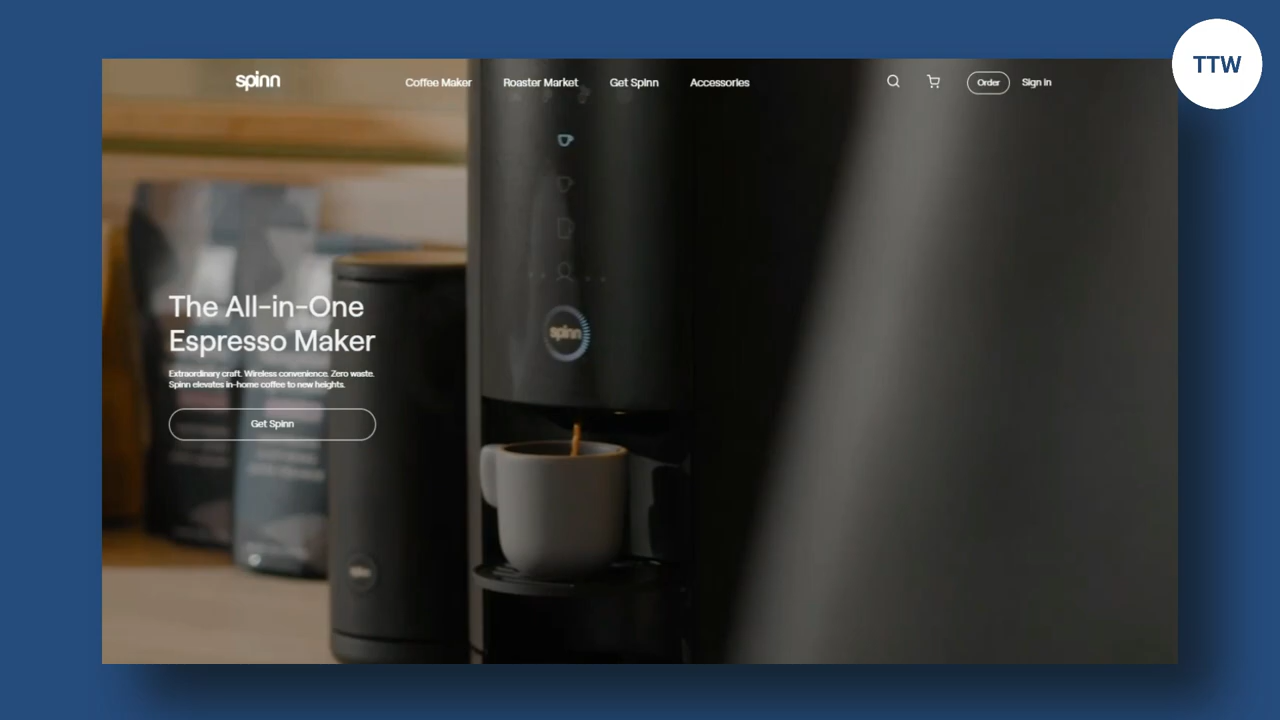 TTW
spinn
Coffee Maker
Roaster Market
Get Spinn
Accessories
Order
Sign In
spinn
The All-in-One
Espresso Maker
Extraordinary craft. Wireless convenience. Zero waste.
Spinn elevates in-home coffee to new heights.
Get Spinn